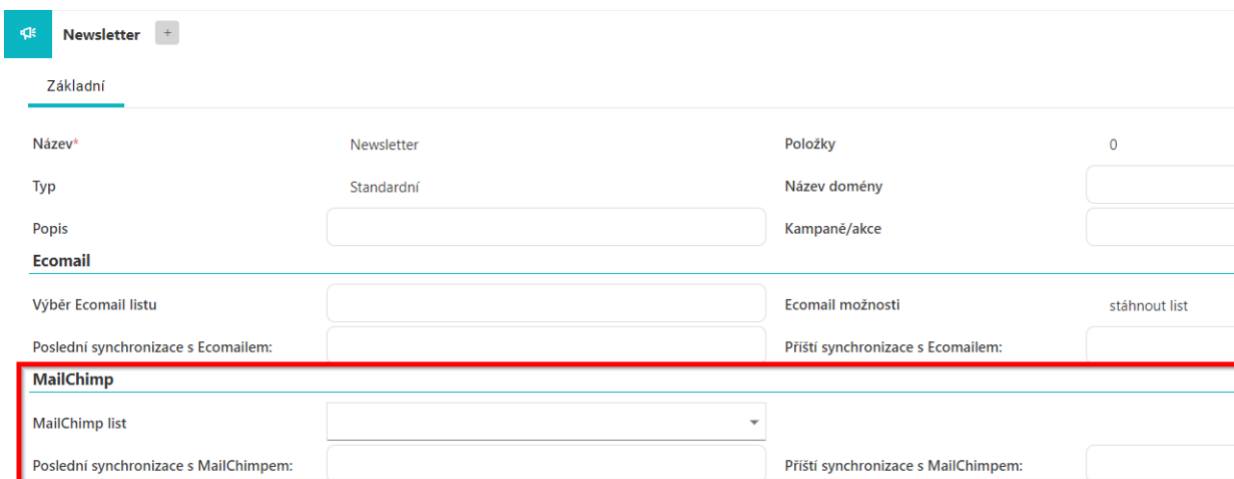 Newsletter +
Základní
Název* Newsletter Položky 0
Typ Standardní Název domény
Popis Kampaně/akce
Ecomail
Výběr Ecomail listu Ecomail možnosti stáhnout list
Poslední synchronizace s Ecomailem: Příští synchronizace s Ecomailem:
MailChimp
MailChimp list
Poslední synchronizace s MailChimpem: Příští synchronizace s MailChimpem: